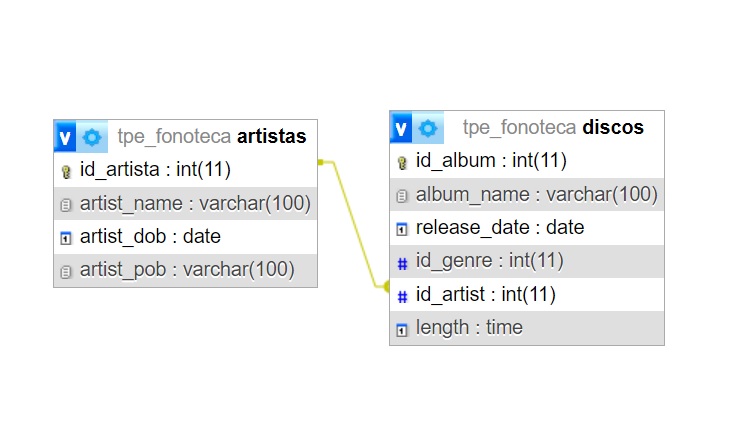 v tpe_fonoteca artistas
id_artista : int(11)
artist_name : varchar(100)
artist_dob : date
artist_pob : varchar(100)
v tpe_fonoteca discos
id_album : int(11)
album_name : varchar(100)
release_date : date
# id_genre : int(11)
# id_artist : int(11)
length : time